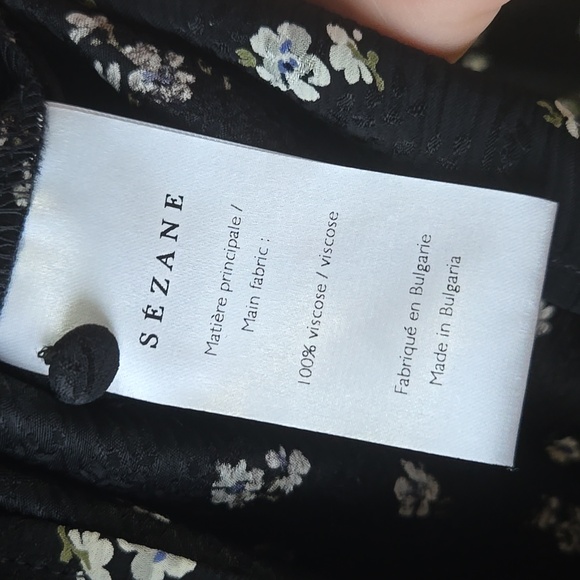 SÉZANE
Matière principale /
Main fabric :
100% viscose / viscose
Fabriqué en Bulgarie
Made in Bulgaria